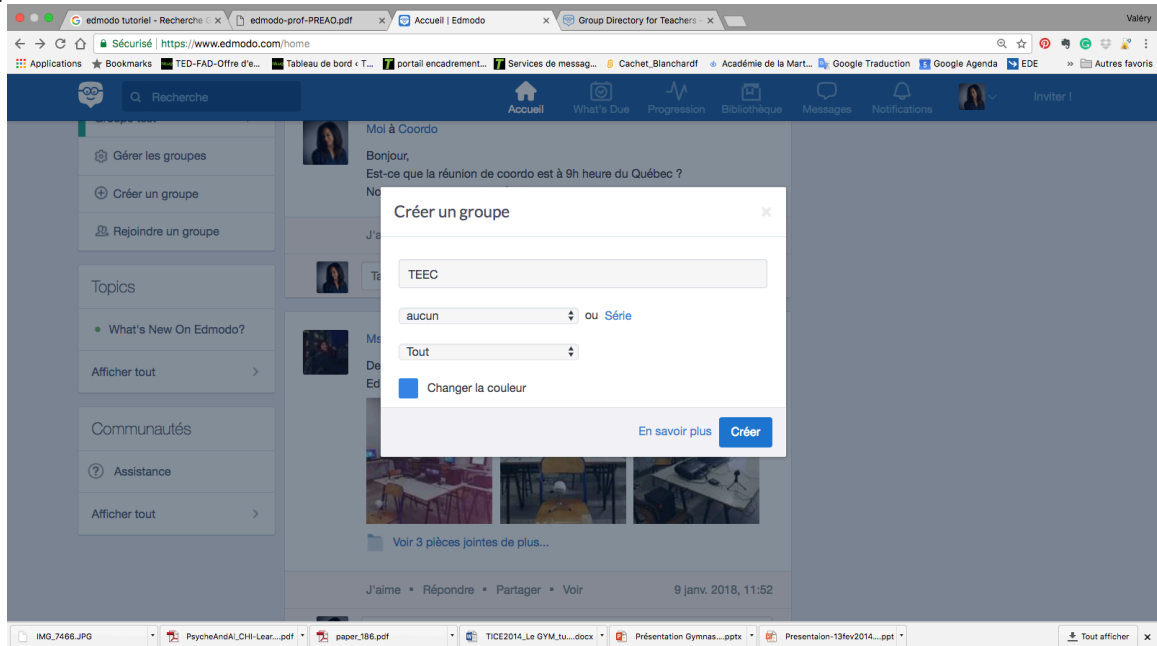 edmodo tutoriel - Recherche G
edmodo-prof-PREAO.pdf
Accueil | Edmodo
Group Directory for Teachers -
Valéry
Sécurisé | https://www.edmodo.com/home
Applications
Bookmarks
TED-FAD-Offre d'e...
Tableau de bord ‹ T...
portail encadrement...
Services de messag...
Cachet_Blanchardf
Académie de la Mart...
Google Traduction
Google Agenda
EDE
»
Autres favoris
Recherche
Accueil
What's Due
Progression
Bibliothèque
Messages
Notifications
Inviter !
Gérer les groupes
Créer un groupe
Rejoindre un groupe
Topics
What's New On Edmodo?
Afficher tout
Communautés
Assistance
Afficher tout
Moi à Coordo
Bonjour,
Est-ce que la réunion de coordo est à 9h heure du Québec ?
Créer un groupe
TEEC
aucun
ou Série
Tout
Changer la couleur
En savoir plus
Créer
Voir 3 pièces jointes de plus...
J'aime • Répondre • Partager • Voir
9 janv. 2018, 11:52
IMG_7466.JPG
PsycheAndAI_CHI-Lear....pdf
paper_186.pdf
TICE2014_Le GYM_tu....docx
Présentation Gymnas....pptx
Presentaion-13fev2014....ppt
Tout afficher